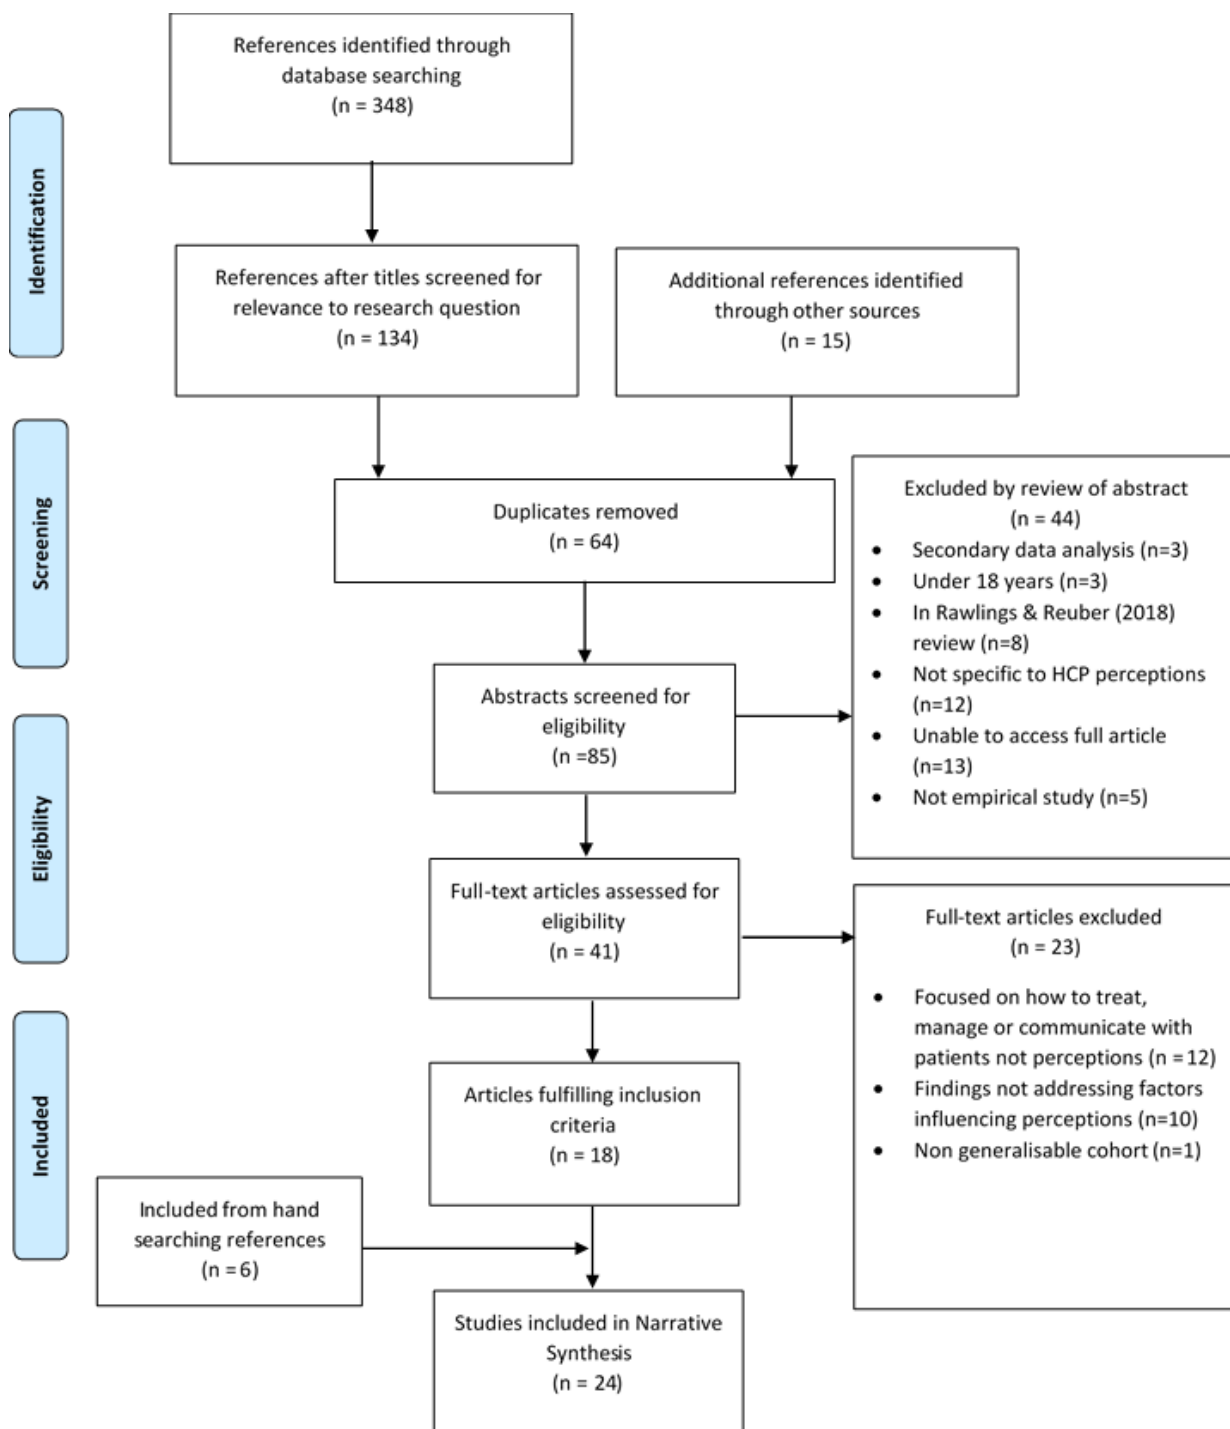 References identified through
database searching
(n = 348)
Identification
References after titles screened for
relevance to research question
(n = 134)
Additional references identified
through other sources
(n = 15)
Screening
Duplicates removed
(n = 64)
Excluded by review of abstract
(n = 44)
• Secondary data analysis (n=3)
• Under 18 years (n=3)
• In Rawlings & Reuber (2018)
review (n=8)
• Not specific to HCP perceptions
(n=12)
• Unable to access full article
(n=13)
• Not empirical study (n=5)
Abstracts screened for
eligibility
(n =85)
Eligibility
Full-text articles assessed for
eligibility
(n = 41)
Full-text articles excluded
(n = 23)
• Focused on how to treat,
manage or communicate with
patients not perceptions (n = 12)
• Findings not addressing factors
influencing perceptions (n=10)
• Non generalisable cohort (n=1)
Included
Articles fulfilling inclusion
criteria
(n = 18)
Included from hand
searching references
(n = 6)
Studies included in Narrative
Synthesis
(n = 24)